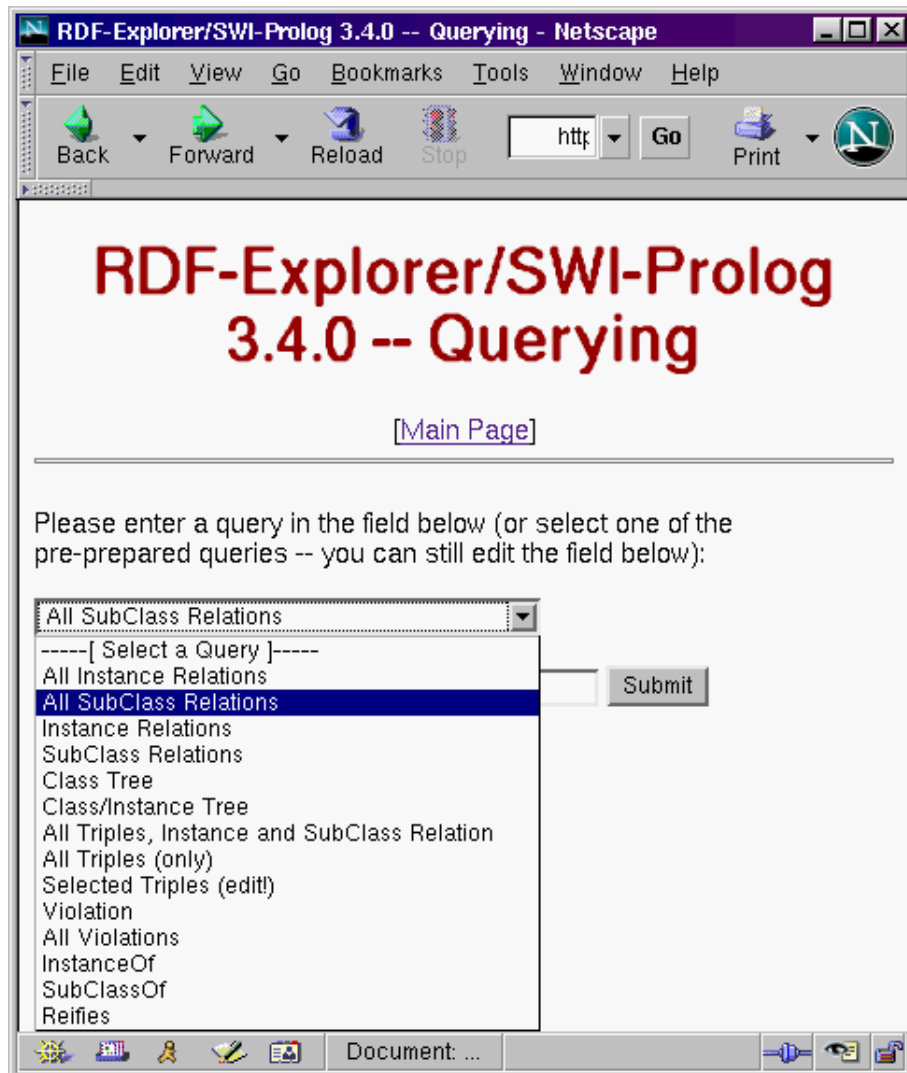 RDF-Explorer/SWI-Prolog 3.4.0 -- Querying - Netscape
File Edit View Go Bookmarks Tools Window Help
Back Forward Reload Stop http Go Print N
RDF-Explorer/SWI-Prolog
3.4.0 -- Querying
[Main Page]
Please enter a query in the field below (or select one of the
pre-prepared queries -- you can still edit the field below):
All SubClass Relations
-----[ Select a Query ]-----
All Instance Relations
All SubClass Relations
Submit
Instance Relations
SubClass Relations
Class Tree
Class/Instance Tree
All Triples, Instance and SubClass Relation
All Triples (only)
Selected Triples (edit!)
Violation
All Violations
InstanceOf
SubClassOf
Reifies
Document: ...